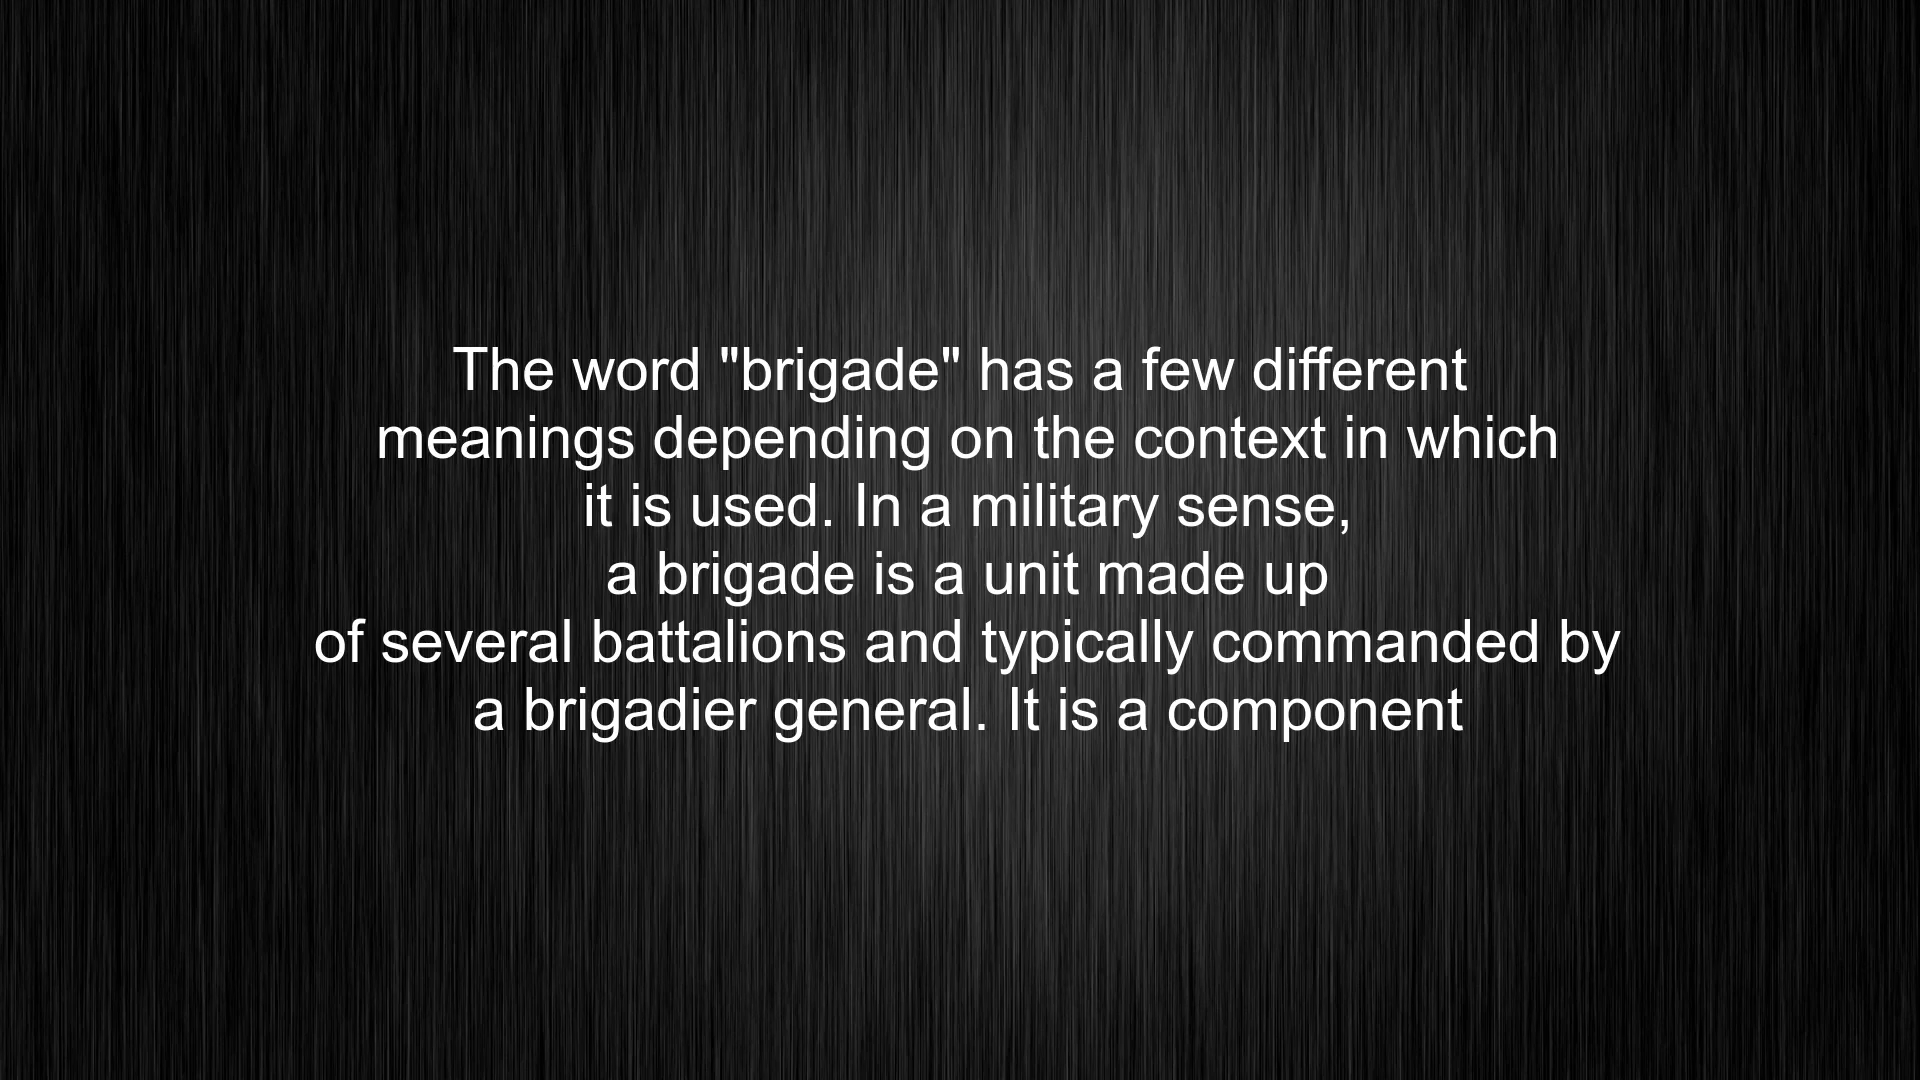 The word "brigade" has a few different
meanings depending on the context in which
it is used. In a military sense,
a brigade is a unit made up
of several battalions and typically commanded by
a brigadier general. It is a component